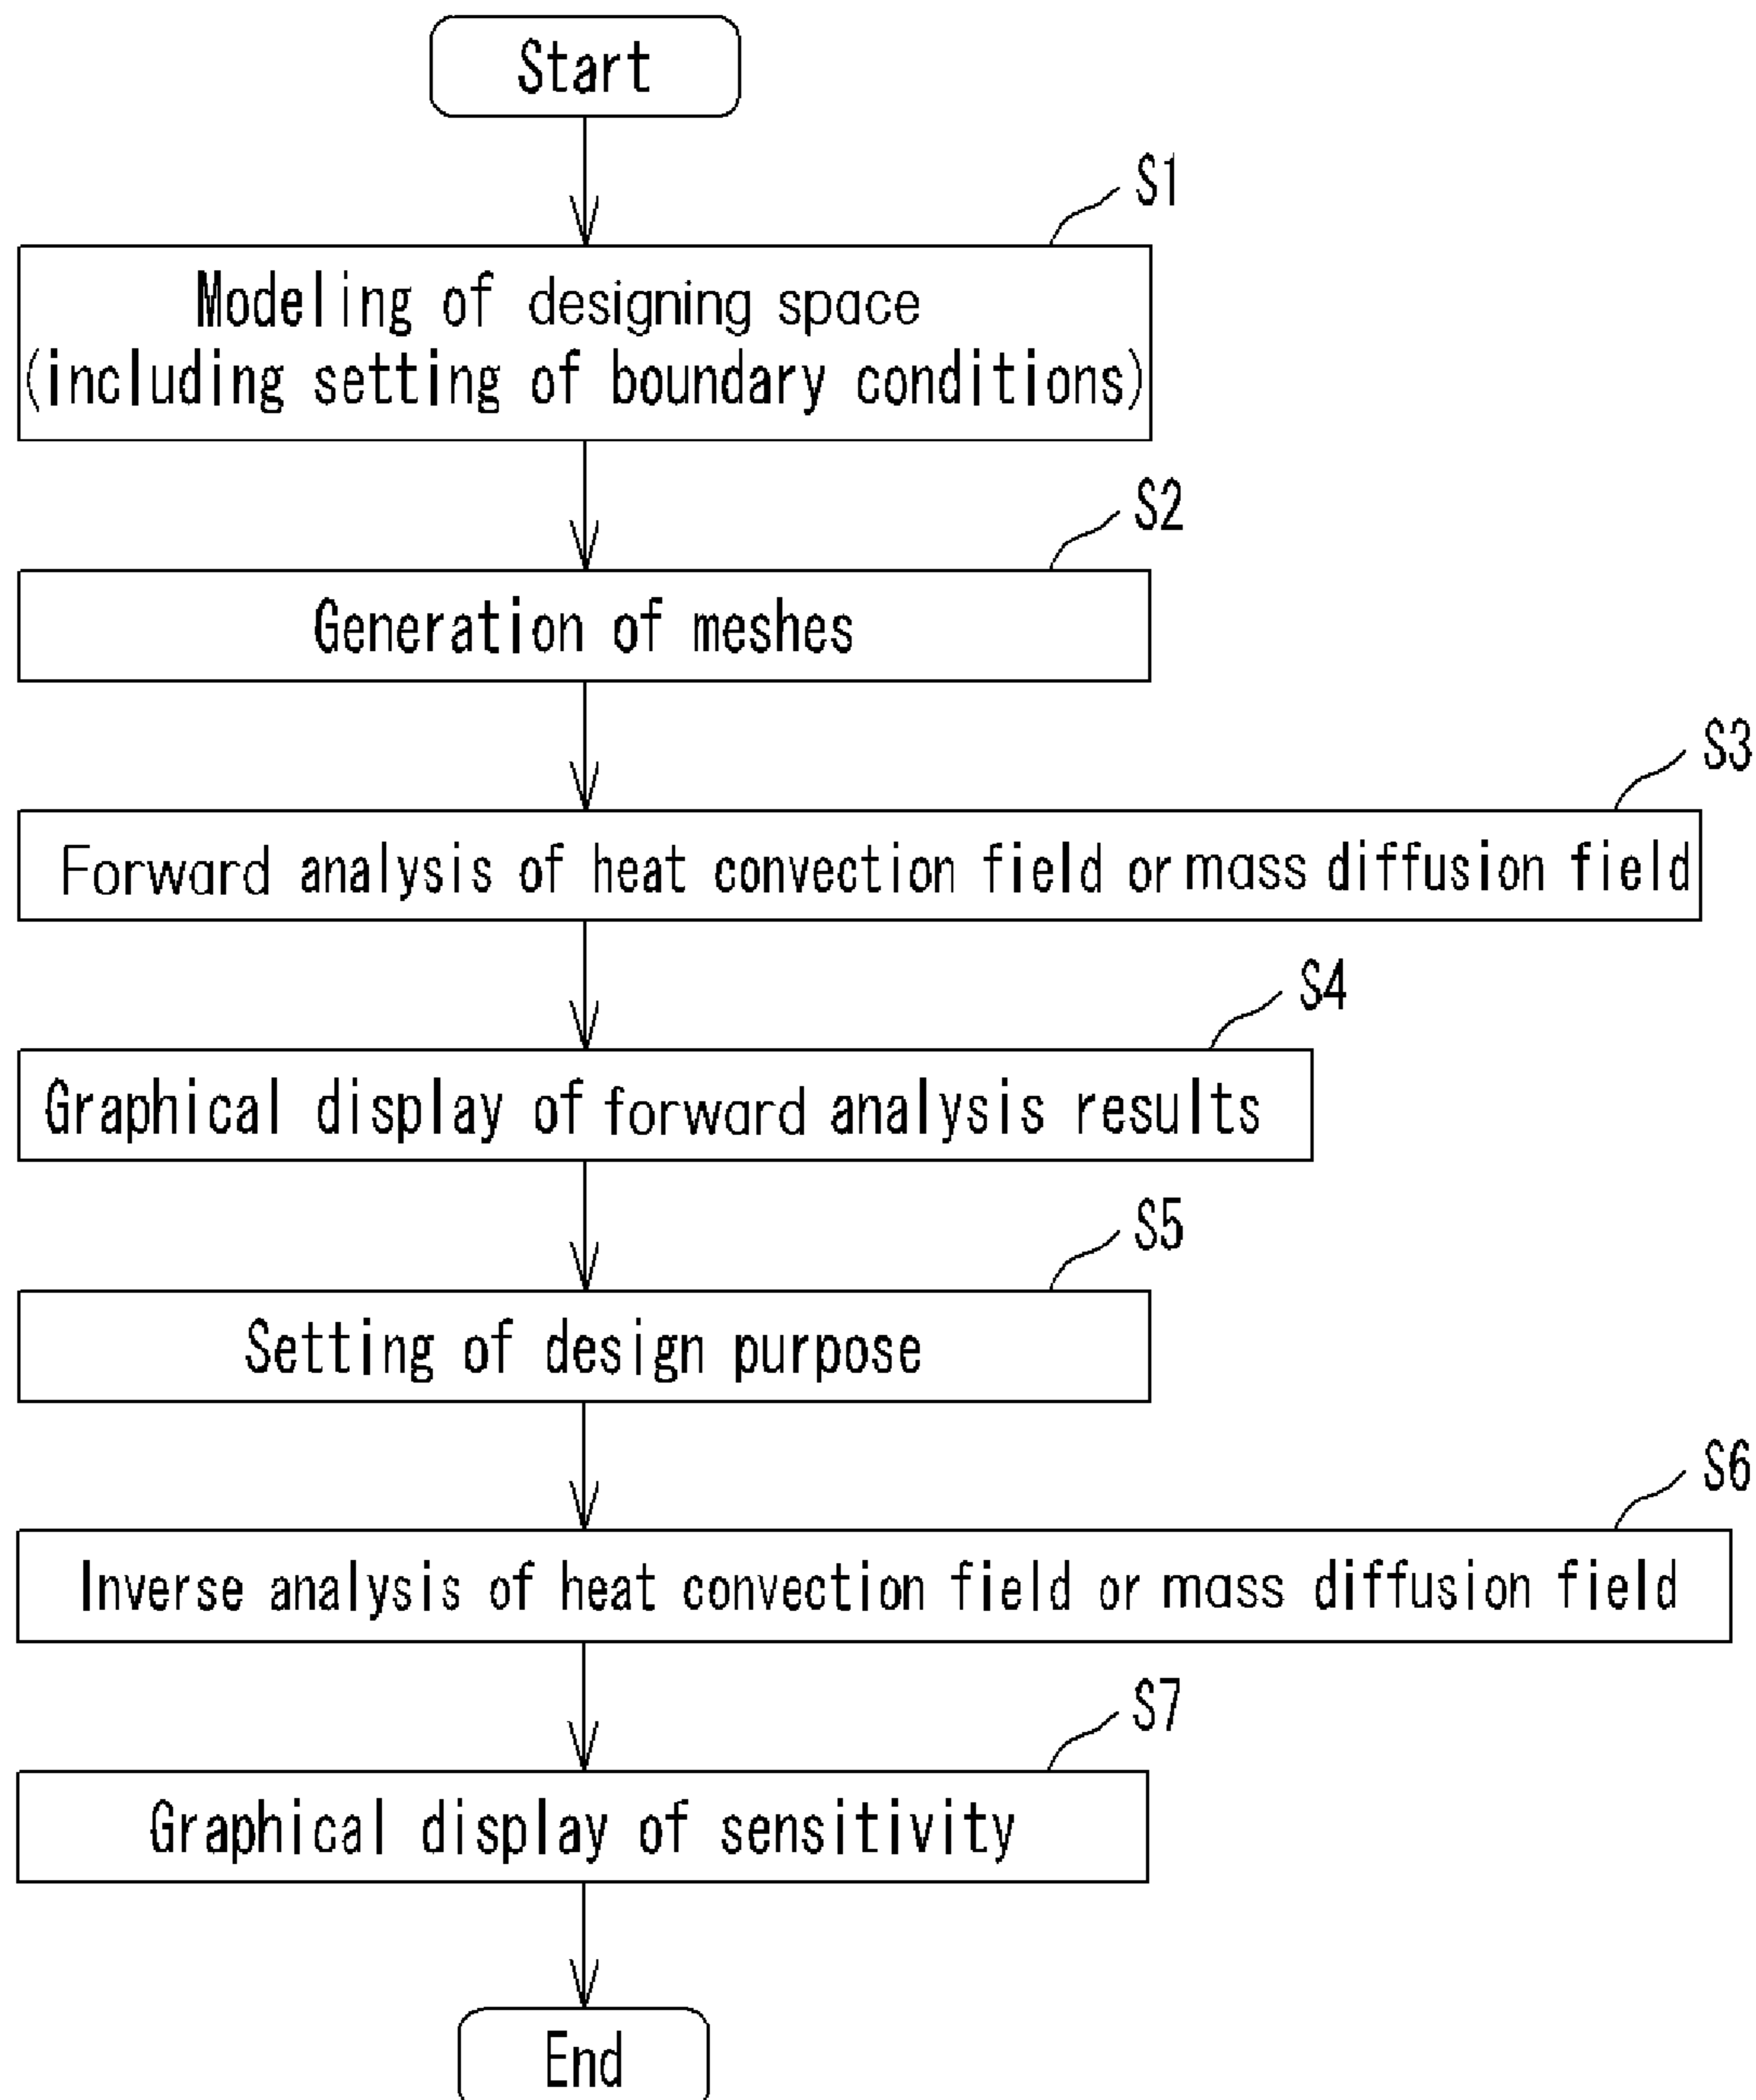 Start
S1
Modeling of designing space
(including setting of boundary conditions)
S2
Generation of meshes
S3
Forward analysis of heat convection field or mass diffusion field
S4
Graphical display of forward analysis results
S5
Setting of design purpose
S6
Inverse analysis of heat convection field or mass diffusion field
S7
Graphical display of sensitivity
End